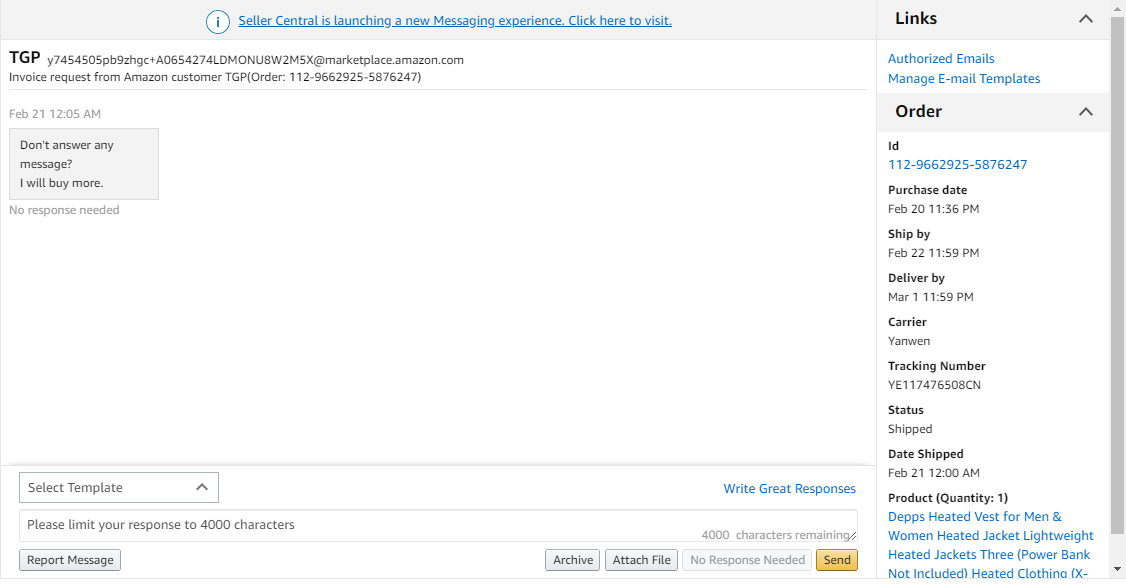 Seller Central is launching a new Messaging experience. Click here to visit.
TGP y7454505pb9zhgc+A0654274LDMONU8W2M5X@marketplace.amazon.com
Invoice request from Amazon customer TGP(Order: 112-9662925-5876247)
Feb 21 12:05 AM
Don't answer any
message?
I will buy more.
No response needed
Select Template
Write Great Responses
Please limit your response to 4000 characters
4000 characters remaining
Report Message
Archive
Attach File
No Response Needed
Send
Links
Authorized Emails
Manage E-mail Templates
Order
Id
112-9662925-5876247
Purchase date
Feb 20 11:36 PM
Ship by
Feb 22 11:59 PM
Deliver by
Mar 1 11:59 PM
Carrier
Yanwen
Tracking Number
YE117476508CN
Status
Shipped
Date Shipped
Feb 21 12:00 AM
Product (Quantity: 1)
Depps Heated Vest for Men &
Women Heated Jacket Lightweight
Heated Jackets Three (Power Bank
Not Included) Heated Clothing (X-